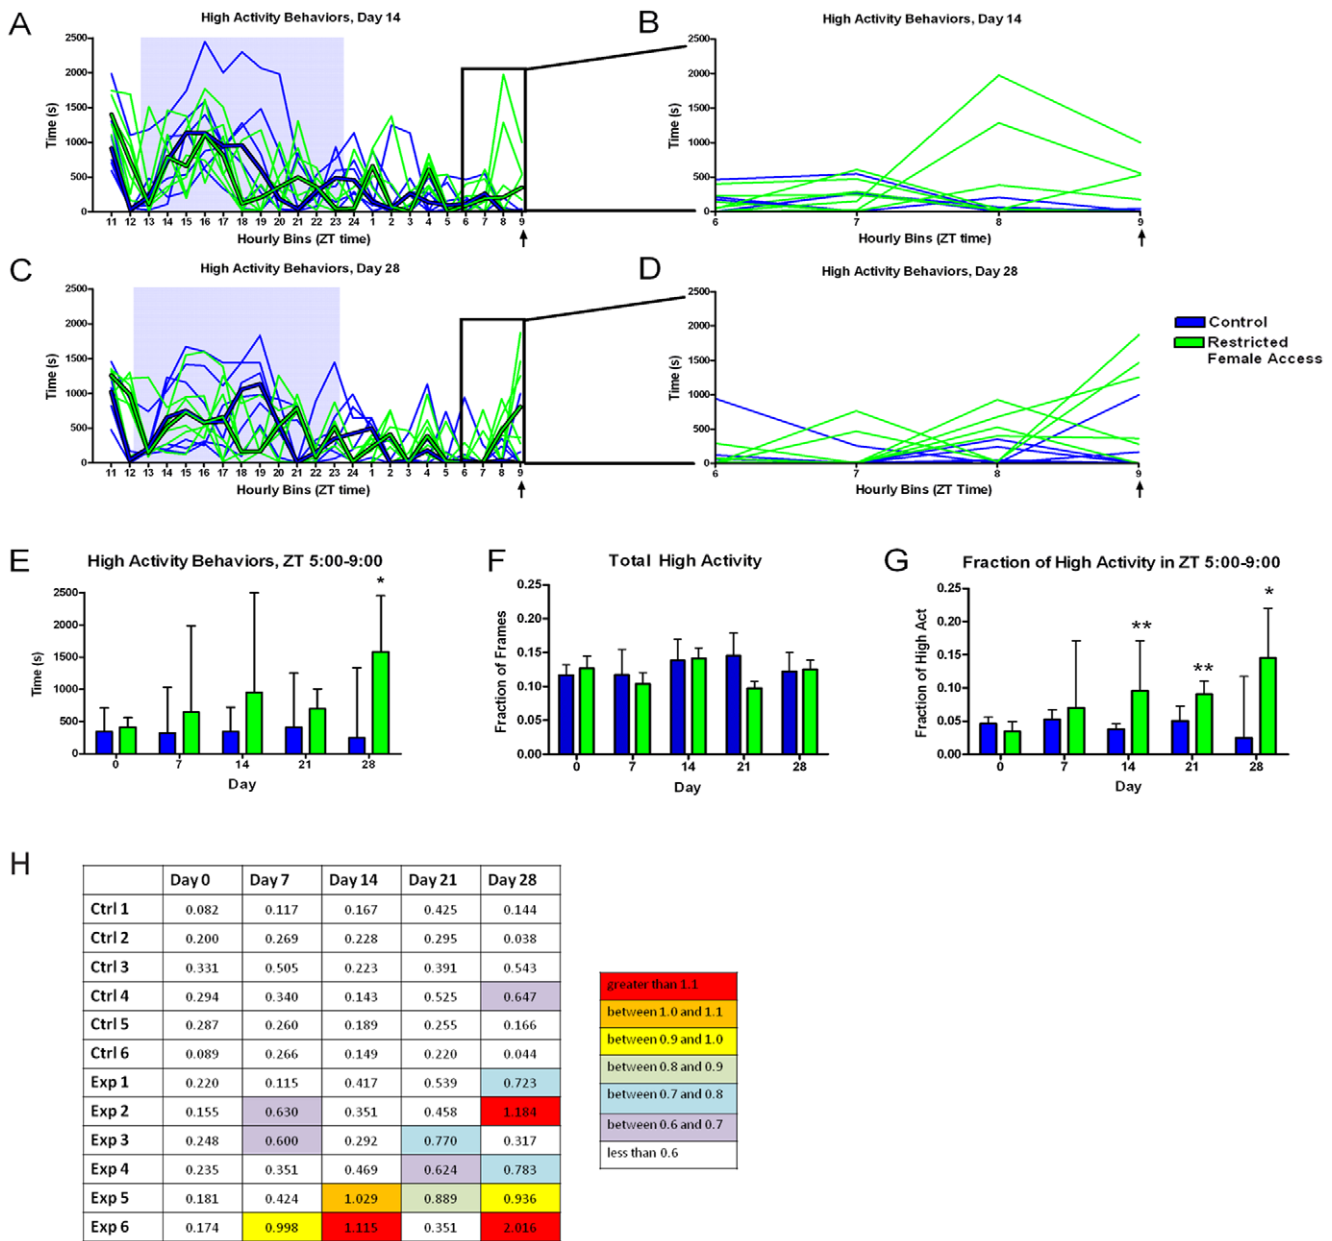 A
High Activity Behaviors, Day 14
Time (s)
2500
2000
1500
1000
500
0
11 12 13 14 15 16 17 18 19 20 21 22 23 24 1 2 3 4 5 6 7 8 9
Hourly Bins (ZT time)
B
High Activity Behaviors, Day 14
Time (s)
2500
2000
1500
1000
500
0
6 7 8 9
Hourly Bins (ZT time)
C
High Activity Behaviors, Day 28
Time (s)
2500
2000
1500
1000
500
0
11 12 13 14 15 16 17 18 19 20 21 22 23 24 1 2 3 4 5 6 7 8 9
Hourly Bins (ZT time)
D
High Activity Behaviors, Day 28
Time (s)
2500
2000
1500
1000
500
0
6 7 8 9
Hourly Bins (ZT Time)
Control
Restricted
Female Access
E
High Activity Behaviors, ZT 5:00-9:00
Time (s)
2500
2000
1500
1000
500
0
*
0 7 14 21 28
Day
F
Total High Activity
Fraction of Frames
0.25
0.20
0.15
0.10
0.05
0.00
0 7 14 21 28
Day
G
Fraction of High Activity in ZT 5:00-9:00
Fraction of High Act
0.25
0.20
0.15
0.10
0.05
0.00
** ** *
0 7 14 21 28
Day
H
Day 0 Day 7 Day 14 Day 21 Day 28
Ctrl 1 0.082 0.117 0.167 0.425 0.144
Ctrl 2 0.200 0.269 0.228 0.295 0.038
Ctrl 3 0.331 0.505 0.223 0.391 0.543
Ctrl 4 0.294 0.340 0.143 0.525 0.647
Ctrl 5 0.287 0.260 0.189 0.255 0.166
Ctrl 6 0.089 0.266 0.149 0.220 0.044
Exp 1 0.220 0.115 0.417 0.539 0.723
Exp 2 0.155 0.630 0.351 0.458 1.184
Exp 3 0.248 0.600 0.292 0.770 0.317
Exp 4 0.235 0.351 0.469 0.624 0.783
Exp 5 0.181 0.424 1.029 0.889 0.936
Exp 6 0.174 0.998 1.115 0.351 2.016
greater than 1.1
between 1.0 and 1.1
between 0.9 and 1.0
between 0.8 and 0.9
between 0.7 and 0.8
between 0.6 and 0.7
less than 0.6